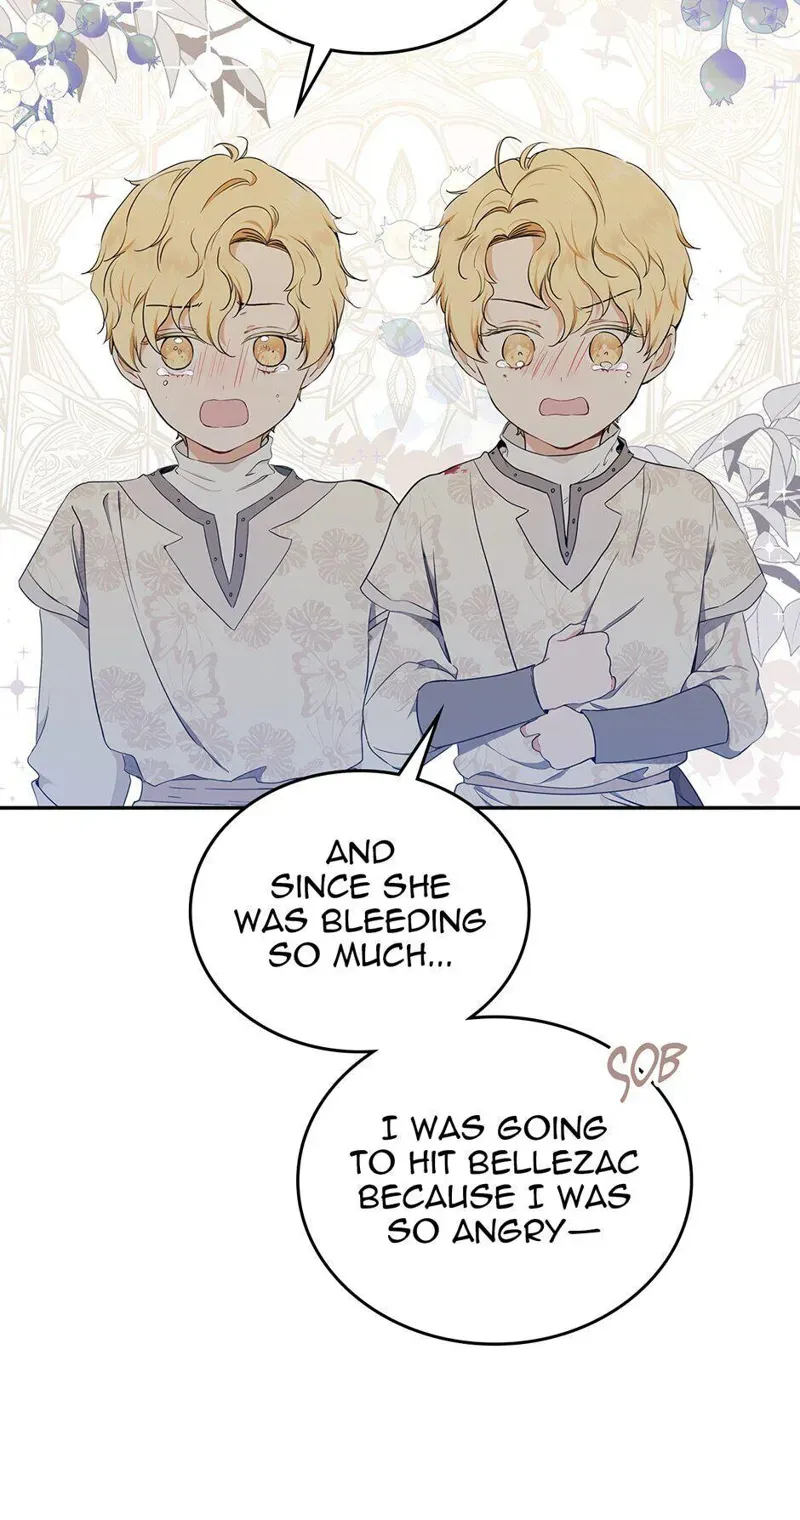 AND
SINCE SHE
WAS BLEEDING
SO MUCH...
SOB
I WAS GOING
TO HIT BELLEZAC
BECAUSE I WAS
SO ANGRY—